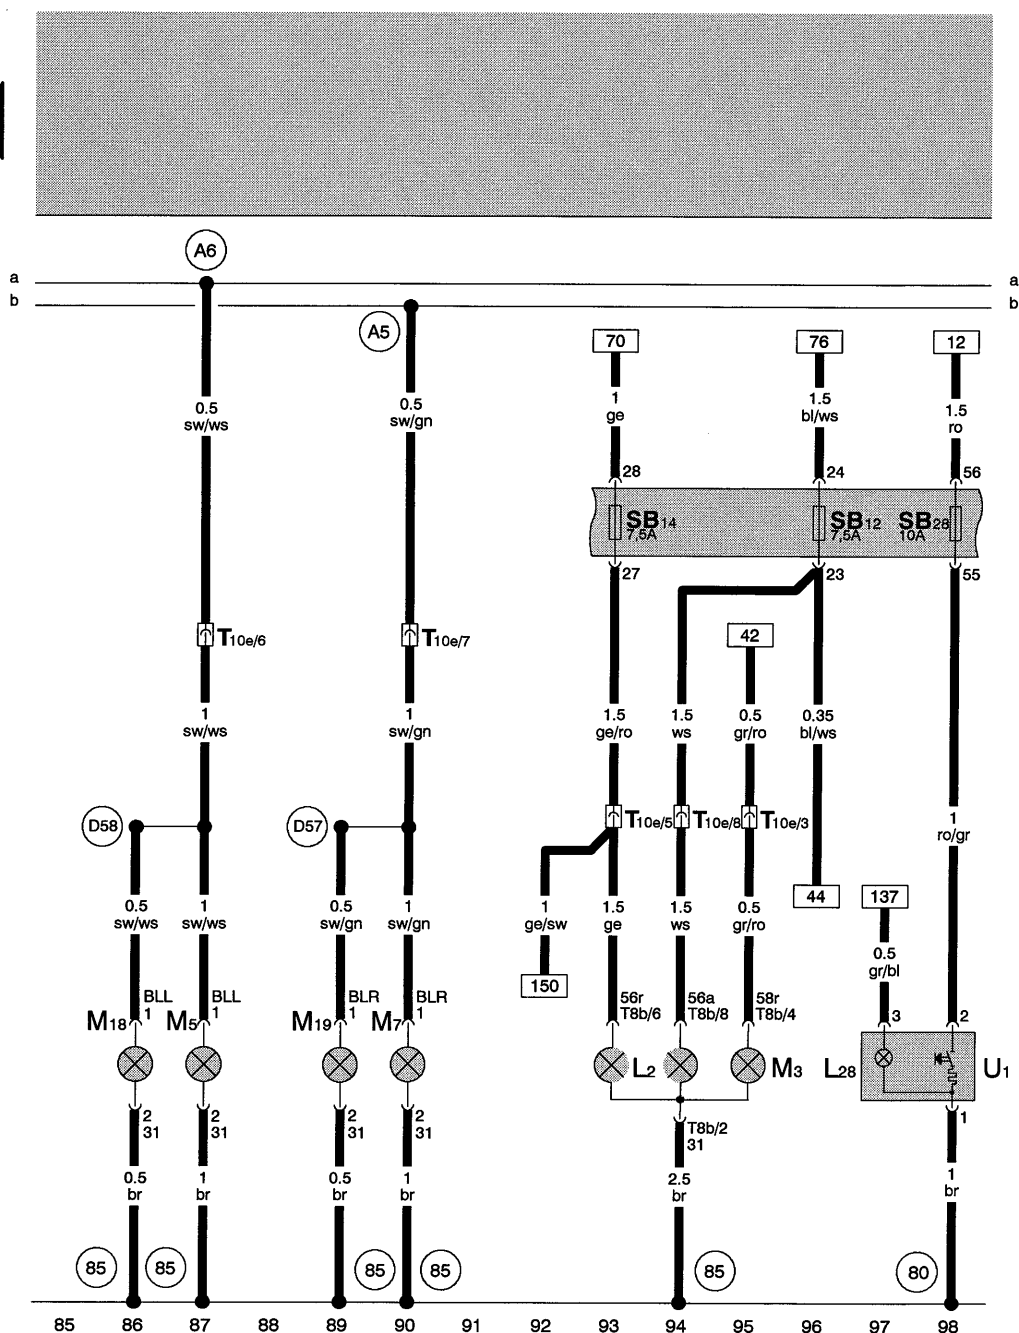 A6
a a
b b
A5
70 76 12
0.5
sw/ws
0.5
sw/gn
1
ge
1.5
bl/ws
1.5
ro
28 24 56
SB14
7,5A
SB12
7,5A
SB28
10A
27 23 55
T10e/6
T10e/7
42
1
sw/ws
1
sw/gn
1.5
ge/ro
1.5
ws
0.5
gr/ro
0.35
bl/ws
T10e/5
T10e/8
T10e/3
1
ro/gr
D58
D57
44
137
0.5
sw/ws
1
sw/ws
0.5
sw/gn
1
sw/gn
1
ge/sw
1.5
ge
1.5
ws
0.5
gr/ro
0.5
gr/bl
150
BLL
1
BLL
1
BLR
1
BLR
1
56r
T8b/6
56a
T8b/8
58r
T8b/4
3
2
M18
M5
M19
M7
L2
M3
L28
U1
2
31
2
31
2
31
2
31
T8b/2
31
1
0.5
br
1
br
0.5
br
1
br
2.5
br
1
br
85 85 85 85 85 80
85 86 87 88 89 90 91 92 93 94 95 96 97 98